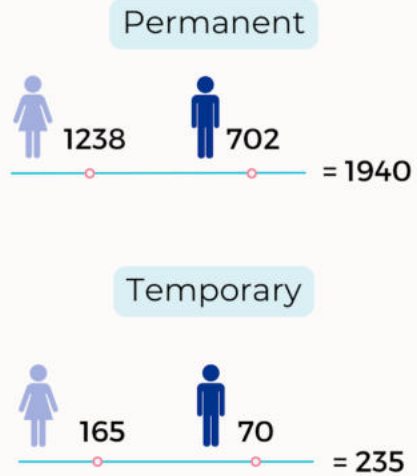 Permanent
1238 702
= 1940
Temporary
165 70
= 235